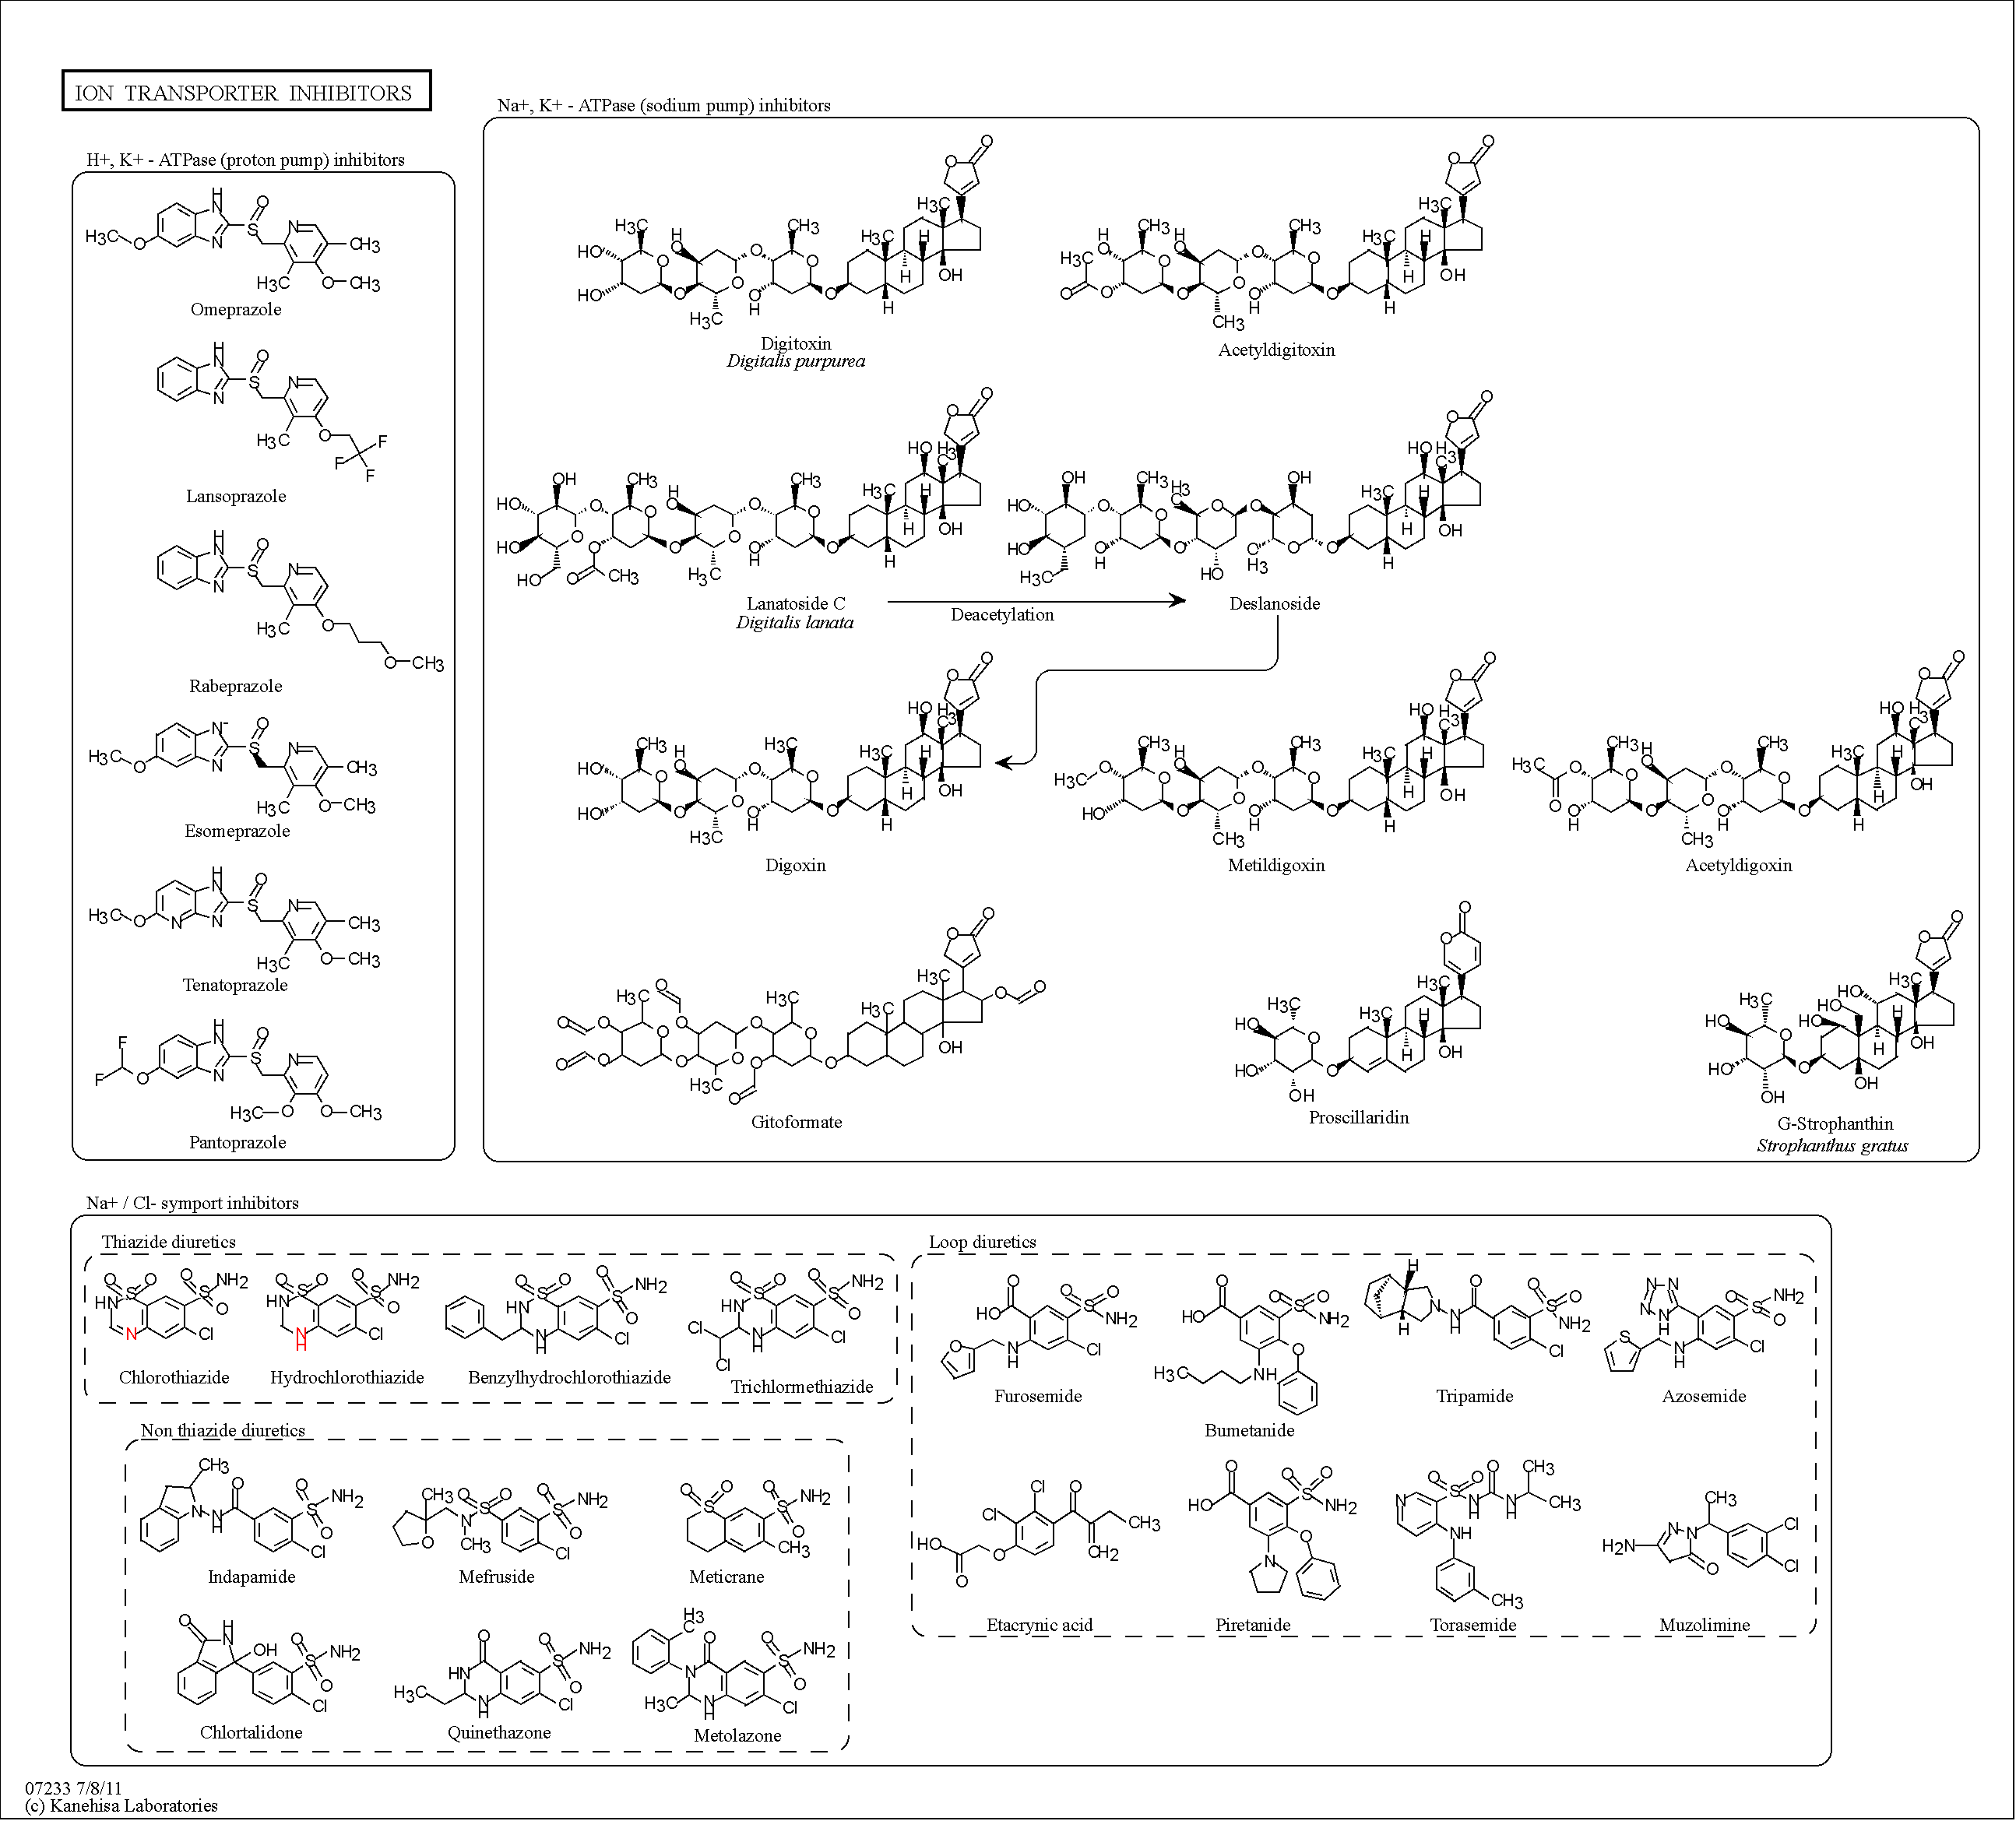 ION TRANSPORTER INHIBITORS
H+, K+ - ATPase (proton pump) inhibitors
Omeprazole
Lansoprazole
Rabeprazole
Esomeprazole
Tenatoprazole
Pantoprazole
Na+, K+ - ATPase (sodium pump) inhibitors
Digitoxin
Digitalis purpurea
Acetyldigitoxin
Lanatoside C
Digitalis lanata
Deacetylation
Deslanoside
Digoxin
Metildigoxin
Acetyldigoxin
Gitoformate
Proscillaridin
G-Strophanthin
Strophanthus gratus
Na+ / Cl- symport inhibitors
Thiazide diuretics
Chlorothiazide
Hydrochlorothiazide
Benzylhydrochlorothiazide
Trichlormethiazide
Non thiazide diuretics
Indapamide
Mefruside
Meticrane
Chlortalidone
Quinethazone
Metolazone
Loop diuretics
Furosemide
Bumetanide
Tripamide
Azosemide
Etacrynic acid
Piretanide
Torasemide
Muzolimine
07233 7/8/11
(c) Kanehisa Laboratories